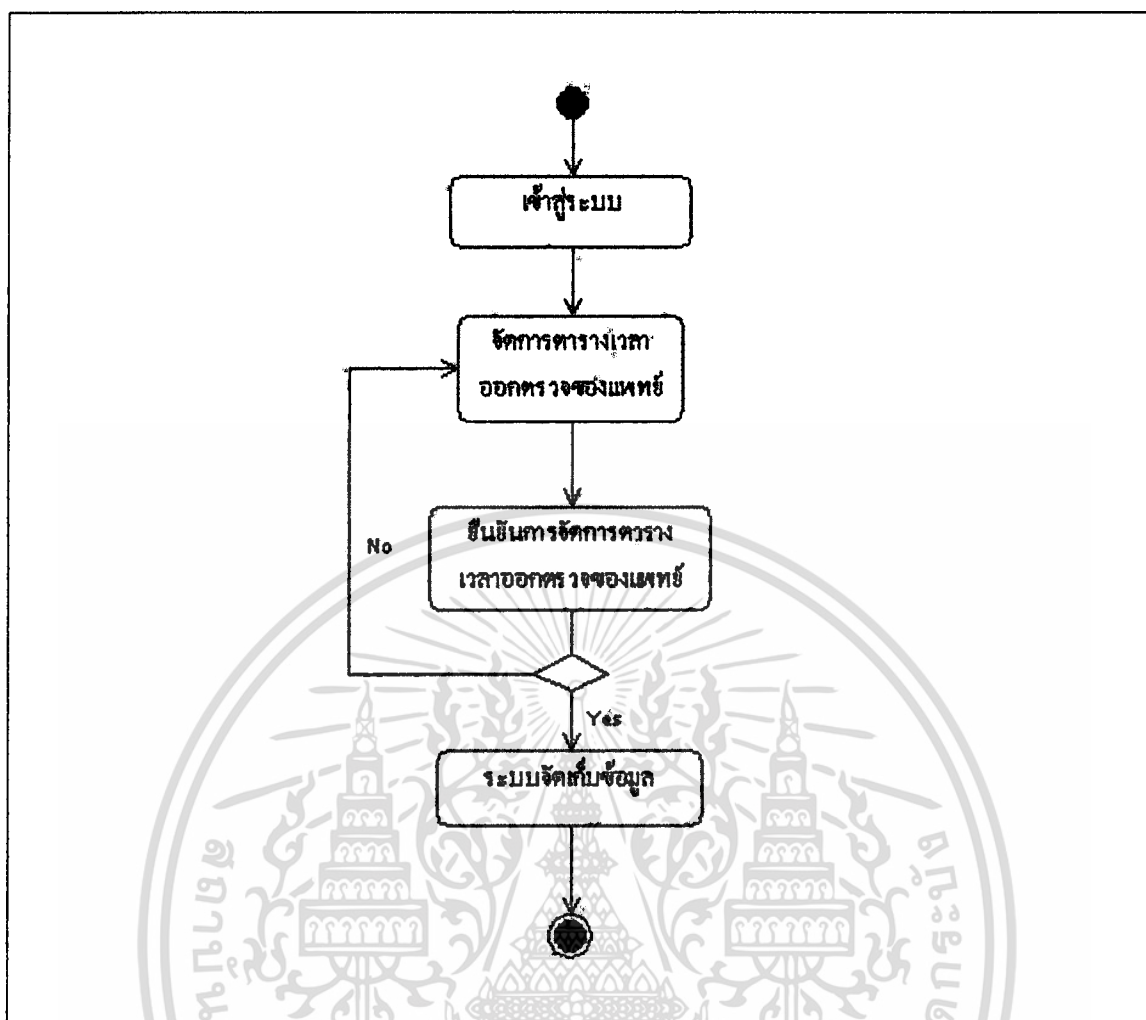 เข้าสู่ระบบ
จัดการตารางเวลา
ออกตรวจของแพทย์
ยืนยันการจัดการตาราง
เวลาออกตรวจของแพทย์
No
Yes
ระบบจัดเก็บข้อมูล